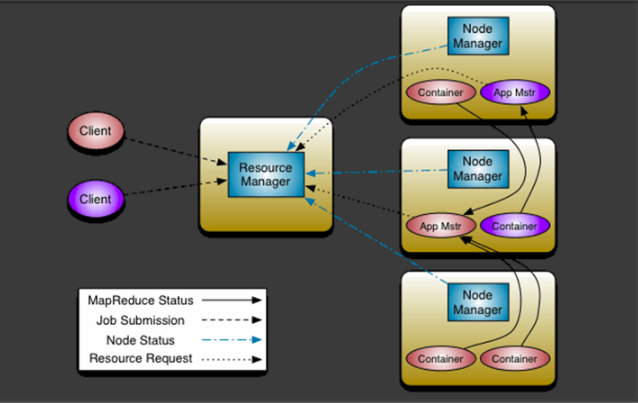 Node
Manager
Container
App Mstr
Client
Resource
Manager
Node
Manager
Client
App Mstr
Container
Node
Manager
MapReduce Status
Job Submission
Node Status
Resource Request
Container
Container